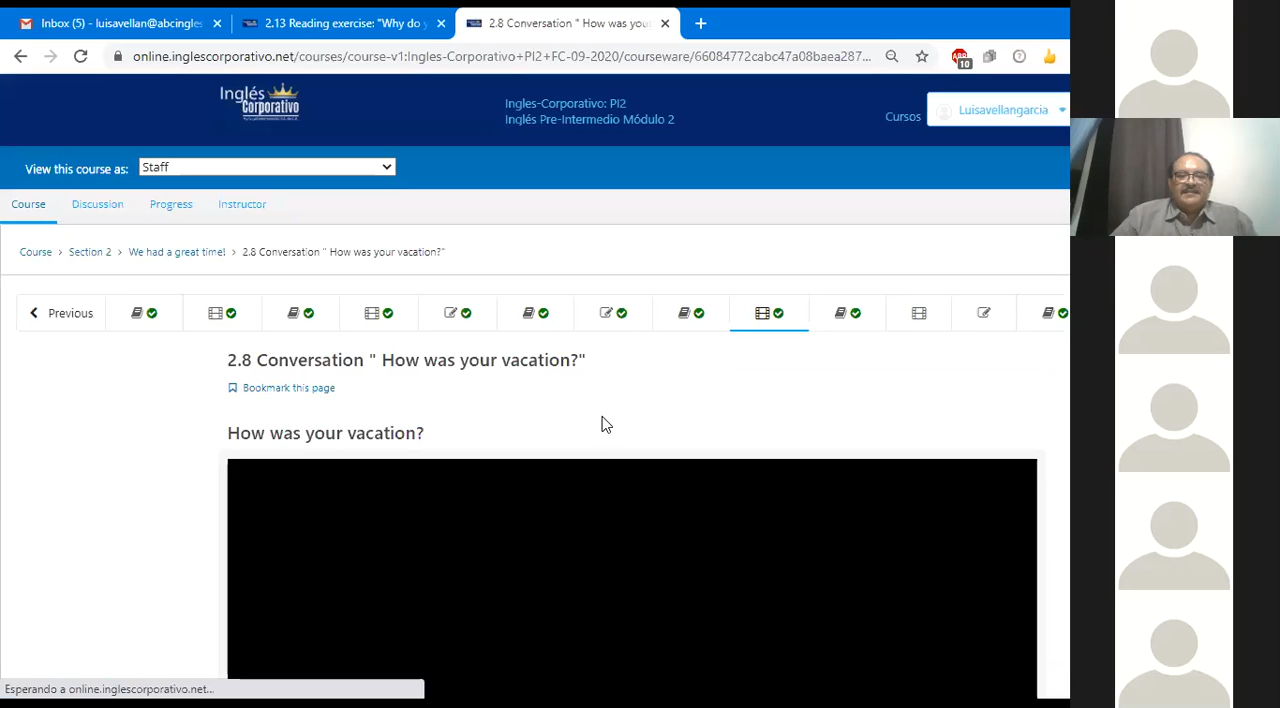 Inbox (5) - luisavellan@abcingles
2.13 Reading exercise: "Why do y
2.8 Conversation " How was your
online.inglescorporativo.net/courses/course-v1:Ingles-Corporativo+PI2+FC-09-2020/courseware/66084772cabc47a08baea287...
10
Inglés
Corporativo
Ingles-Corporativo: PI2
Inglés Pre-Intermedio Módulo 2
Cursos
Luisavellangarcia
View this course as:
Staff
Course
Discussion
Progress
Instructor
Course > Section 2 > We had a great time! > 2.8 Conversation " How was your vacation?"
Previous
2.8 Conversation " How was your vacation?"
Bookmark this page
How was your vacation?
Esperando a online.inglescorporativo.net...